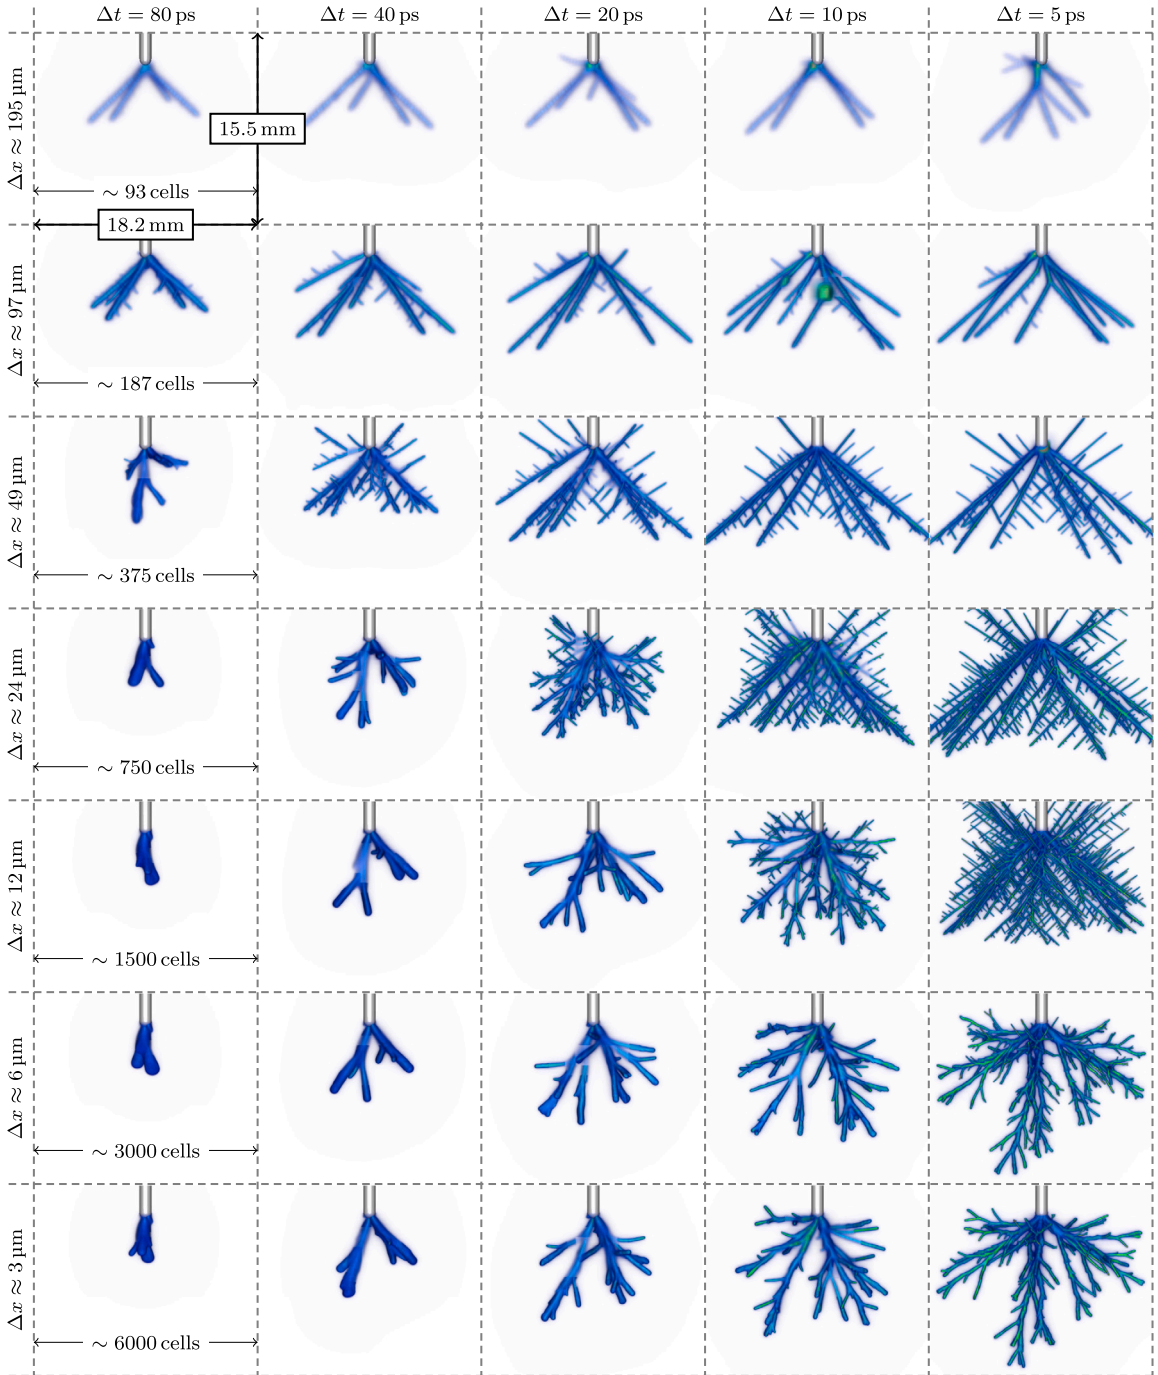 Δt = 80 ps
Δt = 40 ps
Δt = 20 ps
Δt = 10 ps
Δt = 5 ps
Δx ≈ 195 μm
15.5 mm
∼ 93 cells
18.2 mm
Δx ≈ 97 μm
∼ 187 cells
Δx ≈ 49 μm
∼ 375 cells
Δx ≈ 24 μm
∼ 750 cells
Δx ≈ 12 μm
∼ 1500 cells
Δx ≈ 6 μm
∼ 3000 cells
Δx ≈ 3 μm
∼ 6000 cells